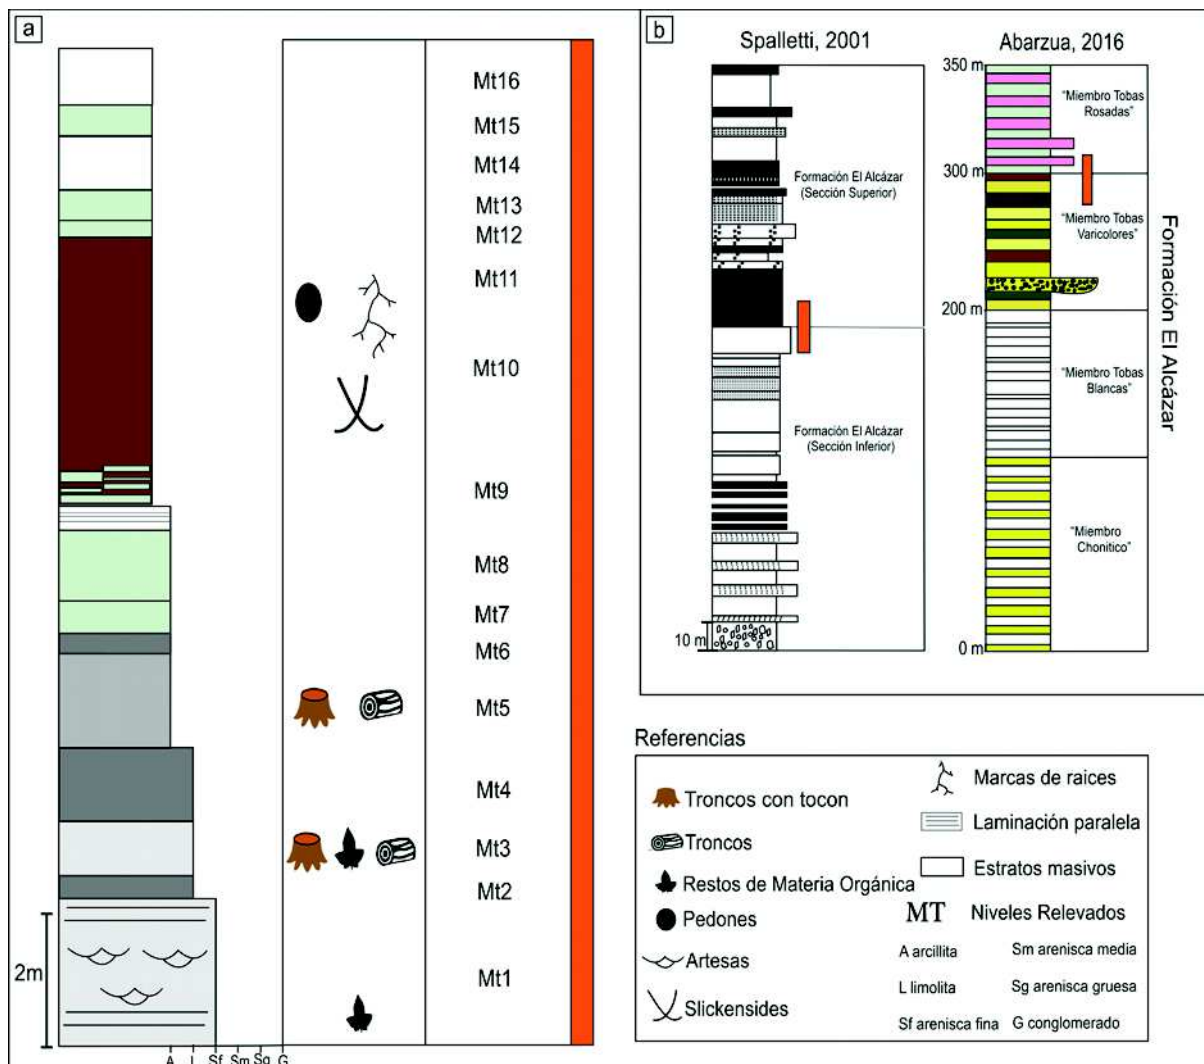 a
Mt16
Mt15
Mt14
Mt13
Mt12
Mt11
Mt10
Mt9
Mt8
Mt7
Mt6
Mt5
Mt4
Mt3
Mt2
Mt1
2m
A L Sf Sm Sg G
b
Spalletti, 2001
Formación El Alcázar
(Sección Superior)
Formación El Alcázar
(Sección Inferior)
10 m
Abarzua, 2016
350 m
"Miembro Tobas
Rosadas"
300 m
"Miembro Tobas
Varicolores"
200 m
"Miembro Tobas
Blancas"
"Miembro
Chonitico"
0 m
Formación El Alcázar
Referencias
Troncos con tocon
Troncos
Restos de Materia Orgánica
Pedones
Artesas
Slickensides
Marcas de raices
Laminación paralela
Estratos masivos
MT Niveles Relevados
A arcillita
Sm arenisca media
L limolita
Sg arenisca gruesa
Sf arenisca fina
G conglomerado